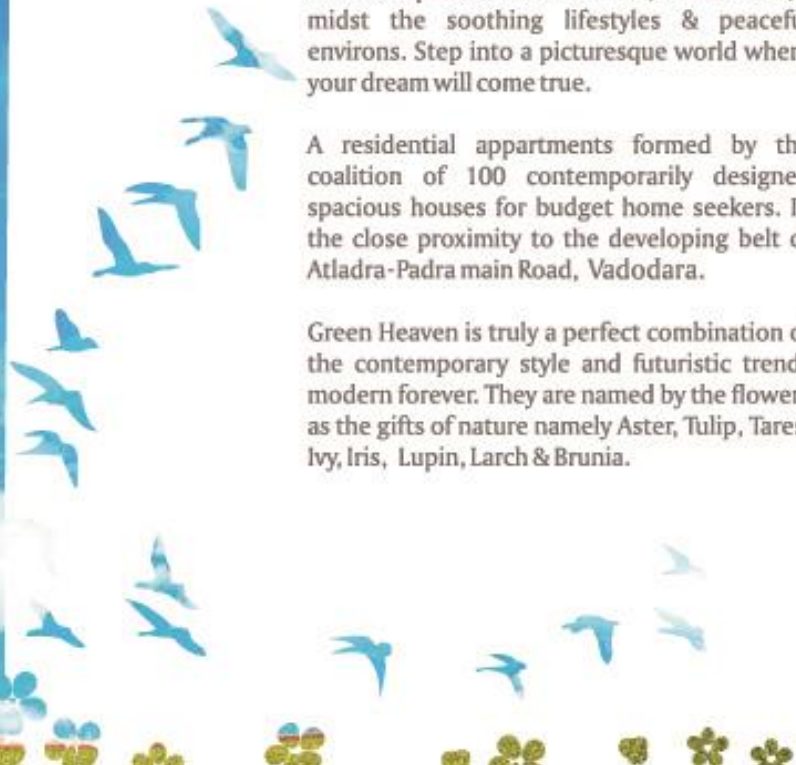 midst the soothing lifestyles & peacefu
environs. Step into a picturesque world wher
your dream will come true.
A residential appartments formed by th
coalition of 100 contemporarily designe
spacious houses for budget home seekers. I
the close proximity to the developing belt o
Atladra-Padra main Road, Vadodara.
Green Heaven is truly a perfect combination o
the contemporary style and futuristic trend
modern forever. They are named by the flower
as the gifts of nature namely Aster, Tulip, Tares
Ivy, Iris, Lupin, Larch & Brunia.